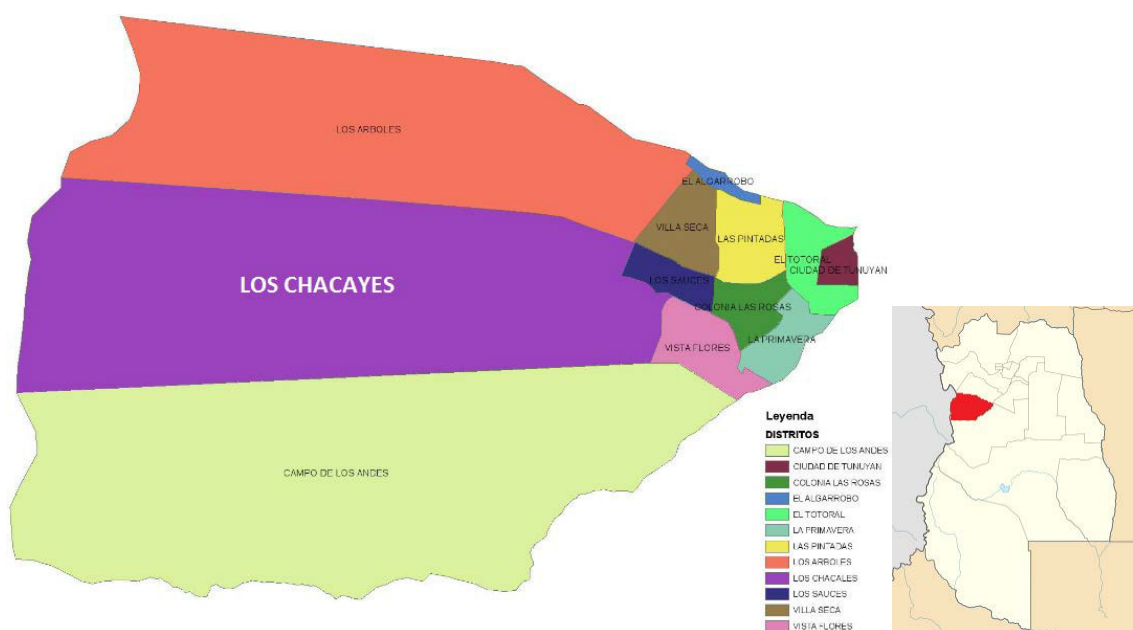 LOS ARBOLES
EL ALGARROBO
VILLA SECA
LAS PINTADAS
EL TOTORAL
CIUDAD DE TUNUYAN
LOS CHACAYES
LOS SAUCES
COLONIA LAS ROSAS
LA PRIMAVERA
VISTA FLORES
CAMPO DE LOS ANDES
Leyenda
DISTRITOS
CAMPO DE LOS ANDES
CIUDAD DE TUNUYAN
COLONIA LAS ROSAS
EL ALGARROBO
EL TOTORAL
LA PRIMAVERA
LAS PINTADAS
LOS ARBOLES
LOS CHACALES
LOS SAUCES
VILLA SECA
VISTA FLORES